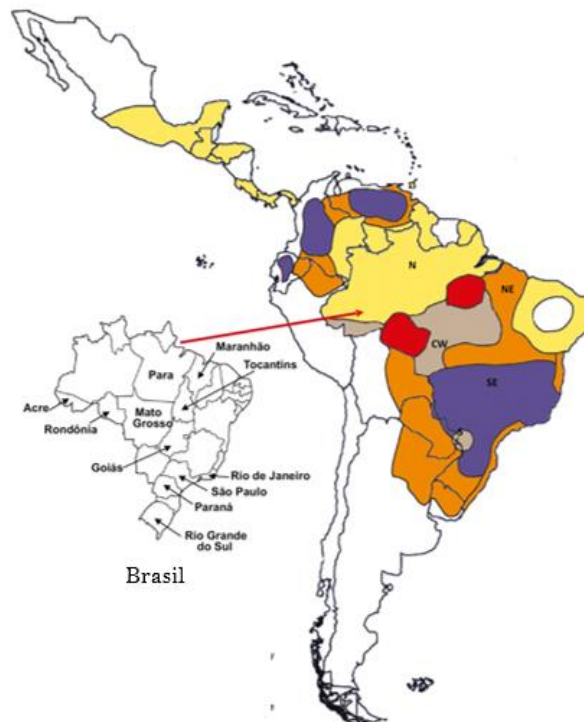 N
NE
CW
SE
Maranhão
Para
Tocantins
Acre
Mato
Grosso
Rondônia
Goiás
Rio de Janeiro
São Paulo
Paraná
Rio Grande
do Sul
Brasil